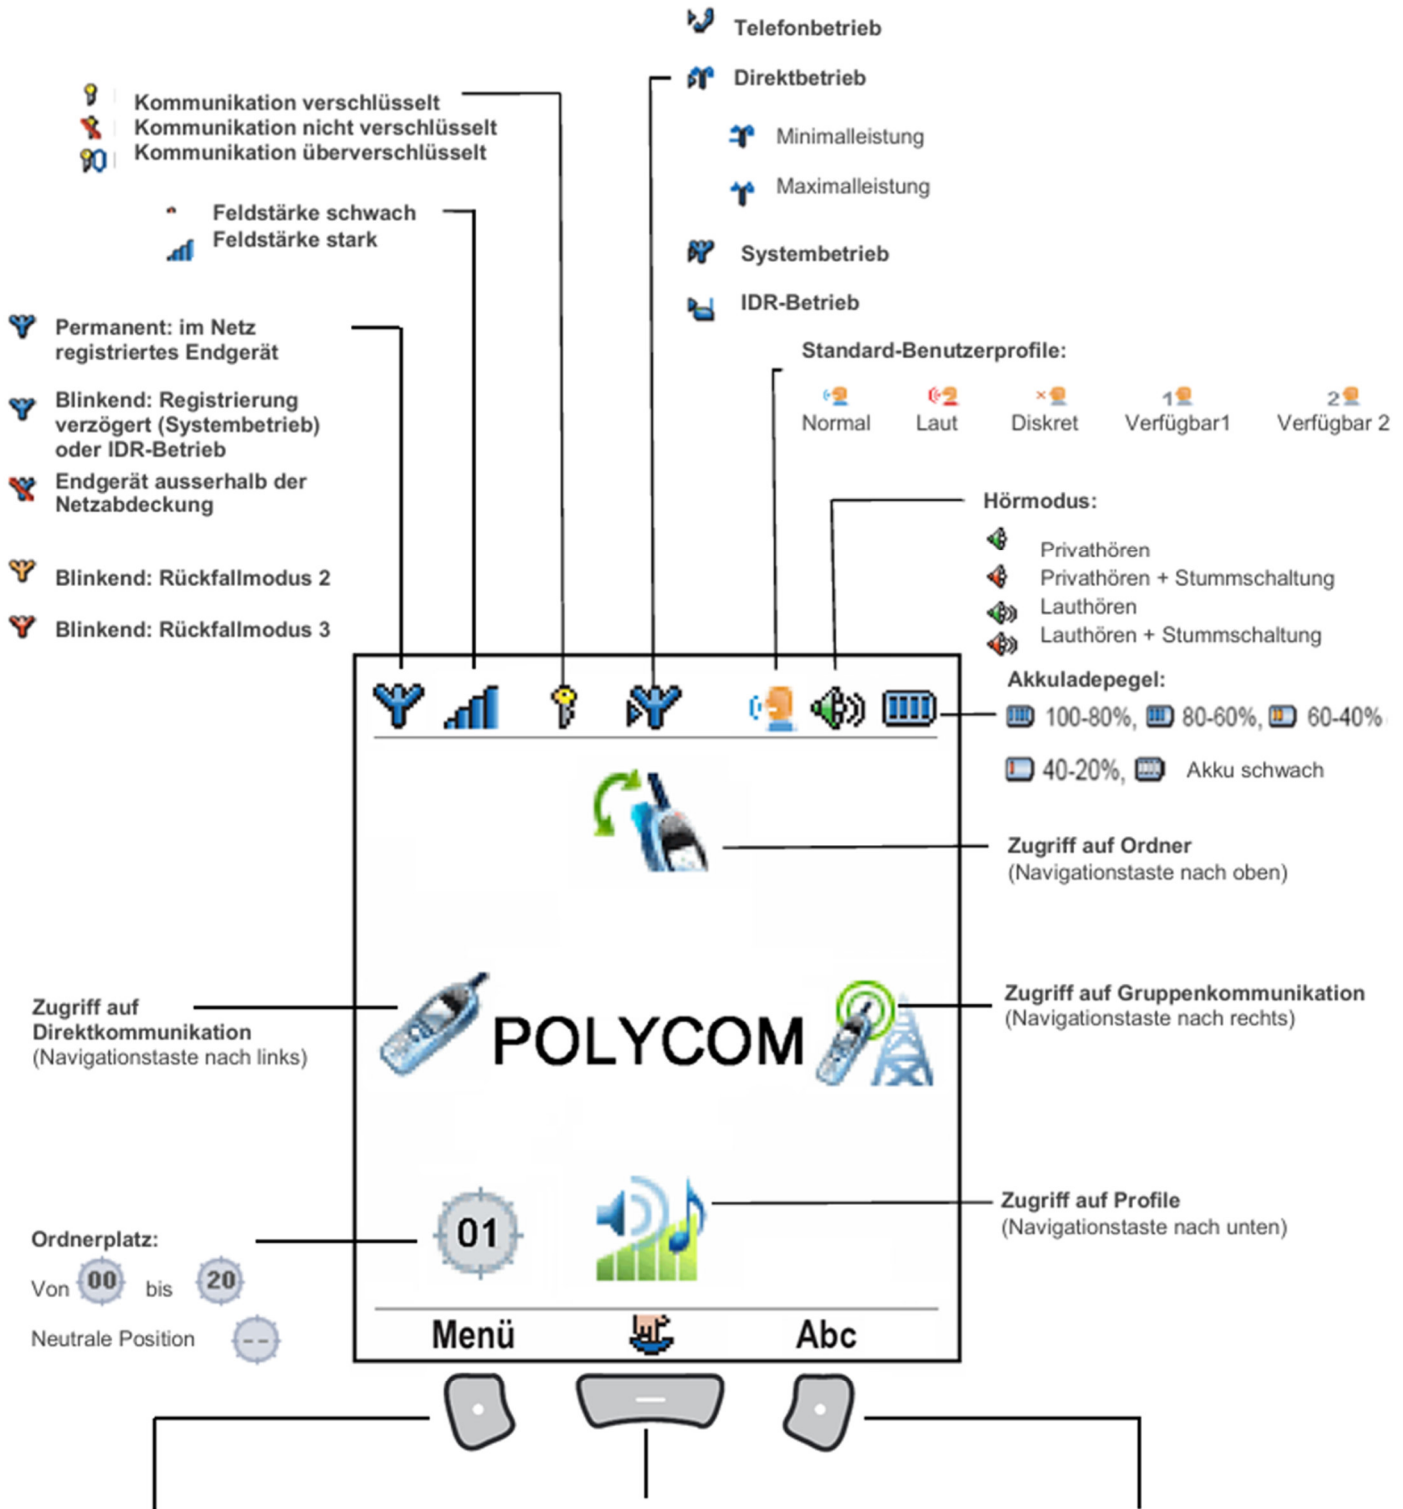 Telefonbetrieb
Direktbetrieb
Minimalleistung
Maximalleistung
Systembetrieb
IDR-Betrieb
Kommunikation verschlüsselt
Kommunikation nicht verschlüsselt
Kommunikation überverschlüsselt
Feldstärke schwach
Feldstärke stark
Permanent: im Netz
registriertes Endgerät
Blinkend: Registrierung
verzögert (Systembetrieb)
oder IDR-Betrieb
Endgerät ausserhalb der
Netzabdeckung
Blinkend: Rückfallmodus 2
Blinkend: Rückfallmodus 3
Standard-Benutzerprofile:
1 2
Normal Laut Diskret Verfügbar1 Verfügbar 2
Hörmodus:
Privathören
Privathören + Stummschaltung
Lauthören
Lauthören + Stummschaltung
Akkuladepegel:
100-80%, 80-60%, 60-40%
40-20%, Akku schwach
Zugriff auf Ordner
(Navigationstaste nach oben)
Zugriff auf
Direktkommunikation
(Navigationstaste nach links)
POLYCOM
Zugriff auf Gruppenkommunikation
(Navigationstaste nach rechts)
Zugriff auf Profile
(Navigationstaste nach unten)
01
Ordnerplatz:
Von 00 bis 20
Neutrale Position --
Menü Abc